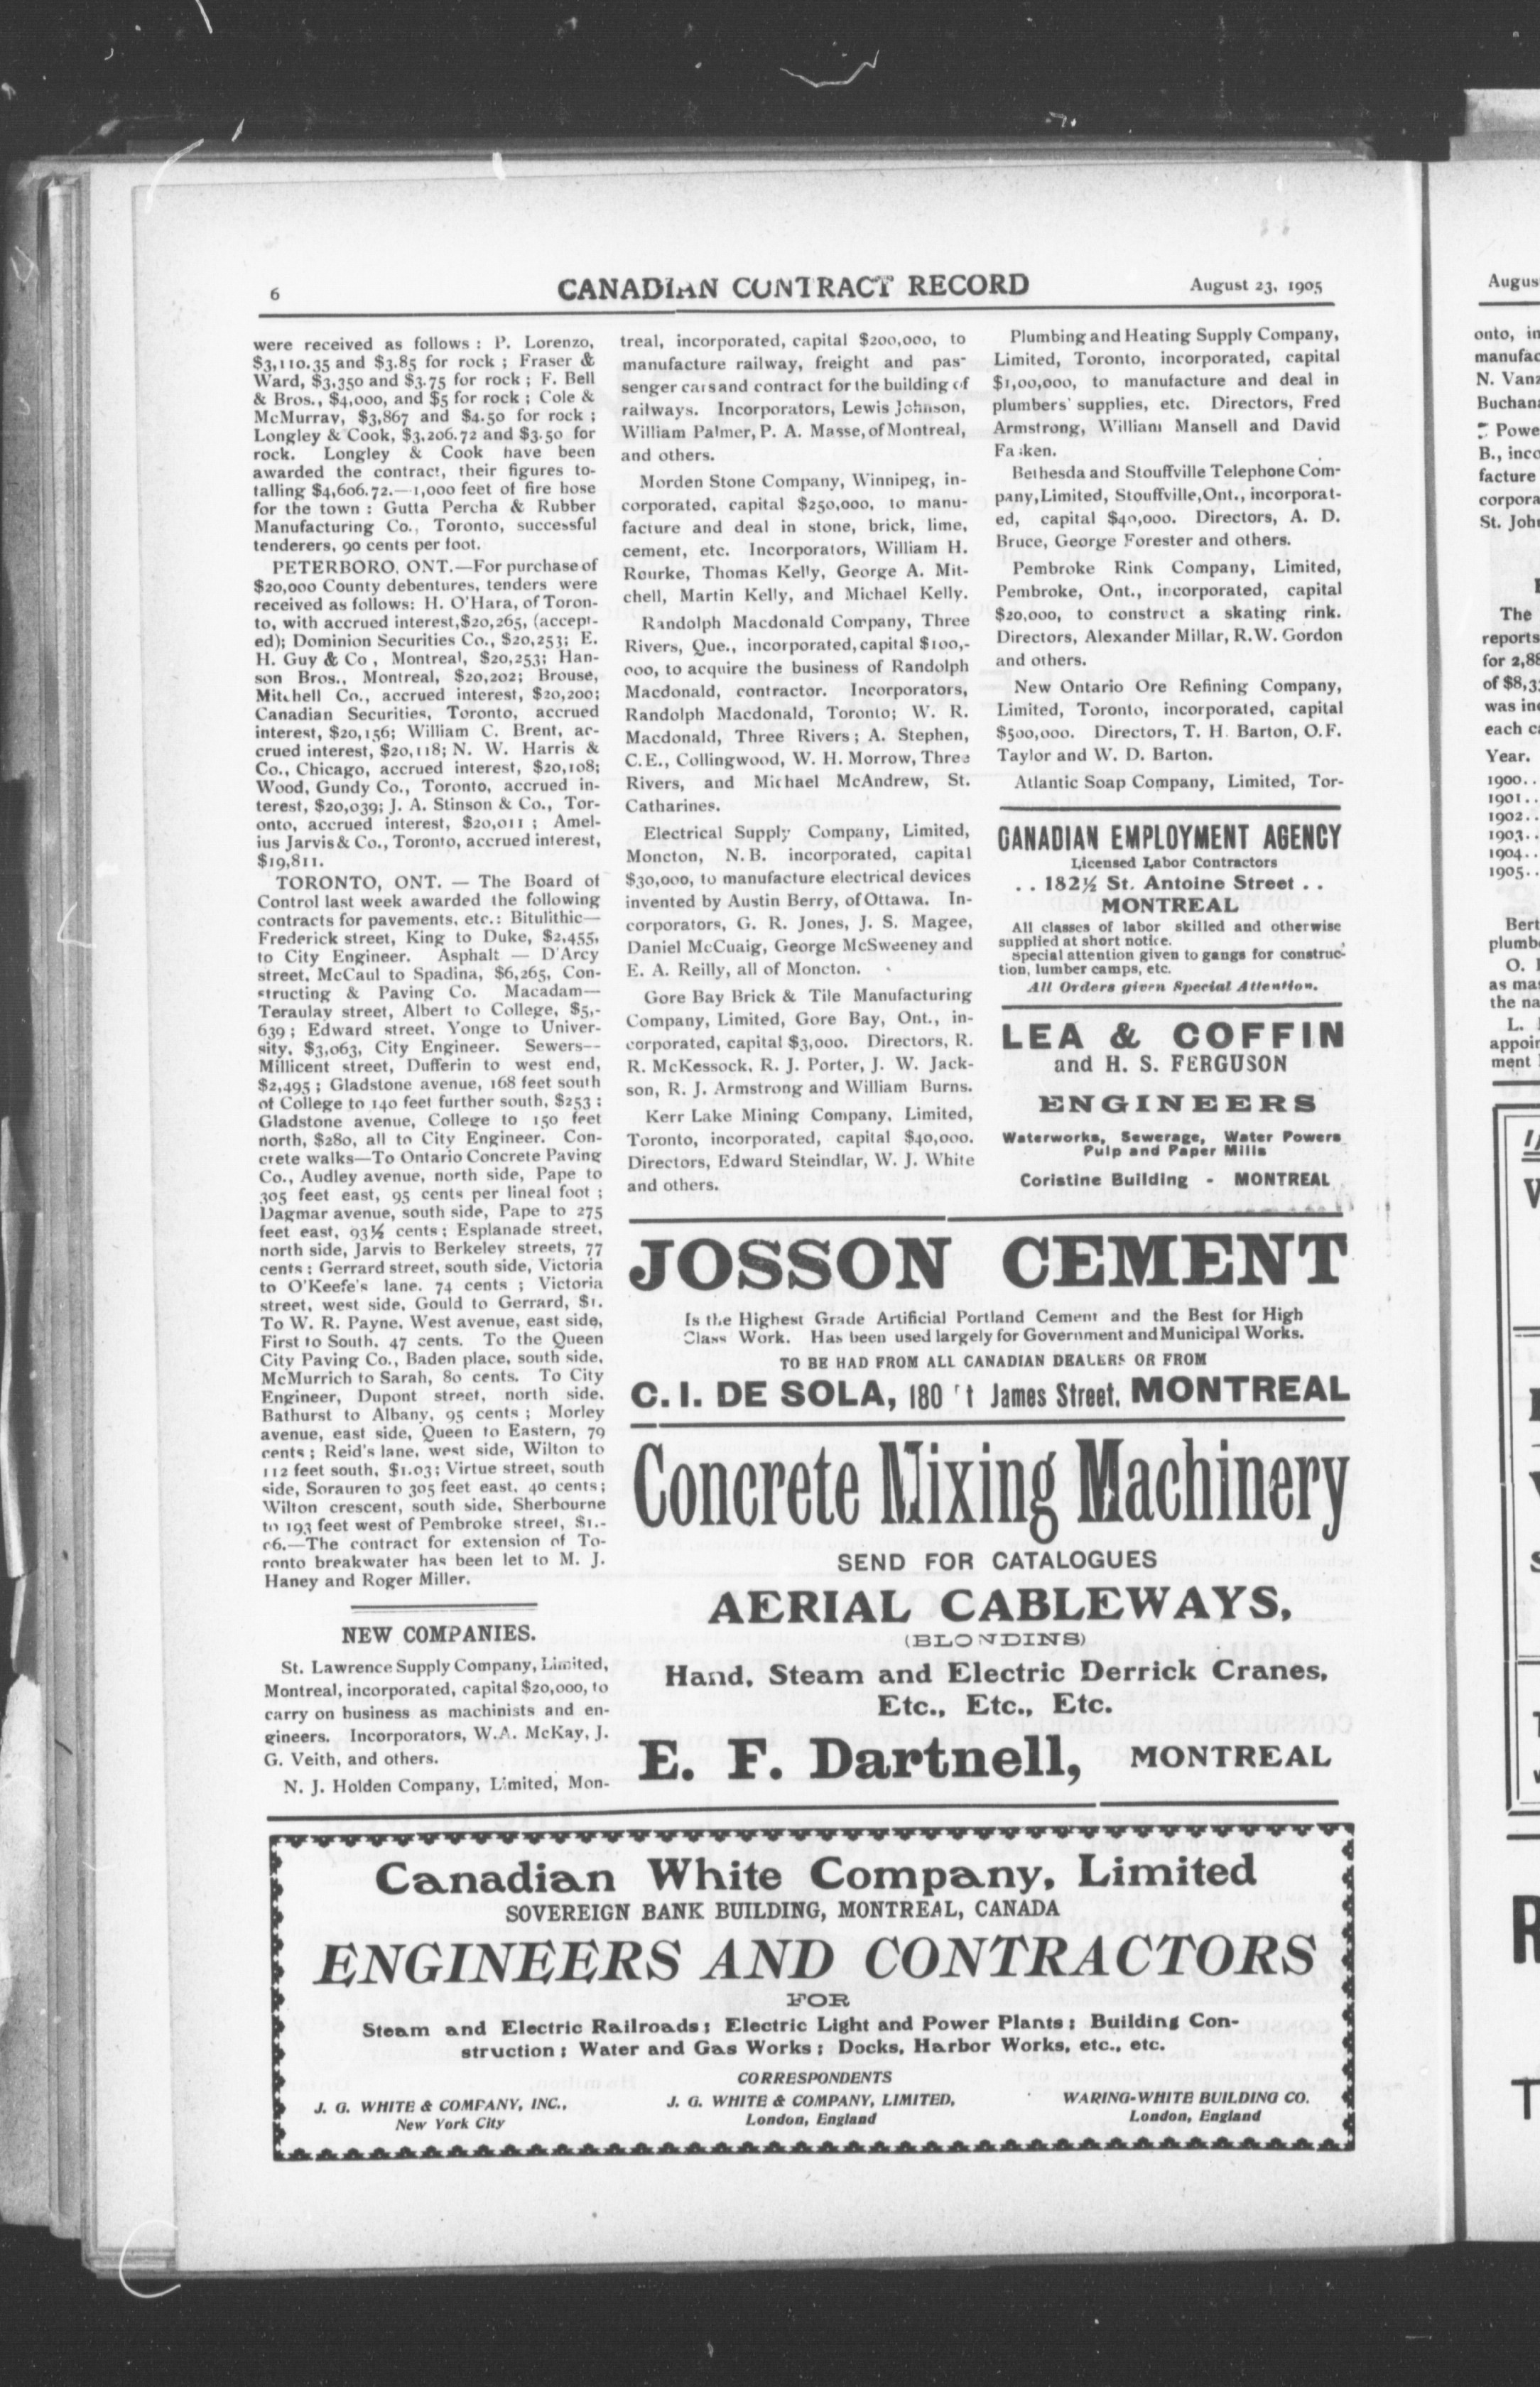 6
CANADIAN CONTRACT RECORD
August 23, 1905
were received as follows : P. Lorenzo,
$3,110.35 and $3.85 for rock ; Fraser &
Ward, $3,350 and $3.75 for rock ; F. Bell
& Bros., $4,000, and $5 for rock ; Cole &
McMurray, $3,867 and $4.50 for rock ;
Longley & Cook, $3,206.72 and $3.50 for
rock. Longley & Cook have been
awarded the contract, their figures to-
talling $4,606.72.—1,000 feet of fire hose
for the town : Gutta Percha & Rubber
Manufacturing Co., Toronto, successful
tenderers, 90 cents per foot.
PETERBORO, ONT.—For purchase of
$20,000 County debentures, tenders were
received as follows: H. O'Hara, of Toron-
to, with accrued interest,$20,265, (accept-
ed); Dominion Securities Co., $20,253; E.
H. Guy & Co , Montreal, $20,253; Han-
son Bros., Montreal, $20,202; Brouse,
Mitchell Co., accrued interest, $20,200;
Canadian Securities, Toronto, accrued
interest, $20,156; William C. Brent, ac-
crued interest, $20,118; N. W. Harris &
Co., Chicago, accrued interest, $20,108;
Wood, Gundy Co., Toronto, accrued in-
terest, $20,039; J. A. Stinson & Co., Tor-
onto, accrued interest, $20,011 ; Amel-
ius Jarvis & Co., Toronto, accrued interest,
$19,811.
TORONTO, ONT. — The Board of
Control last week awarded the following
contracts for pavements, etc.: Bitulithic—
Frederick street, King to Duke, $2,455,
to City Engineer. Asphalt — D'Arcy
street, McCaul to Spadina, $6,265, Con-
structing & Paving Co. Macadam—
Teraulay street, Albert to College, $5,-
639 ; Edward street, Yonge to Univer-
sity, $3,063, City Engineer. Sewers--
Millicent street, Dufferin to west end,
$2,495 ; Gladstone avenue, 168 feet south
of College to 140 feet further south, $253 ;
Gladstone avenue, College to 150 feet
north, $280, all to City Engineer. Con-
crete walks—To Ontario Concrete Paving
Co., Audley avenue, north side, Pape to
305 feet east, 95 cents per lineal foot ;
Dagmar avenue, south side, Pape to 275
feet east, 93½ cents ; Esplanade street,
north side, Jarvis to Berkeley streets, 77
cents ; Gerrard street, south side, Victoria
to O'Keefe's lane. 74 cents ; Victoria
street, west side, Gould to Gerrard, $1.
To W. R. Payne, West avenue, east side,
First to South, 47 cents. To the Queen
City Paving Co., Baden place, south side,
McMurrich to Sarah, 80 cents. To City
Engineer, Dupont street, north side,
Bathurst to Albany, 95 cents ; Morley
avenue, east side, Queen to Eastern, 79
cents ; Reid's lane, west side, Wilton to
112 feet south, $1.03; Virtue street, south
side, Sorauren to 305 feet east, 40 cents;
Wilton crescent, south side, Sherbourne
to 193 feet west of Pembroke street, $1.-
06.—The contract for extension of To-
ronto breakwater has been let to M. J.
Haney and Roger Miller.
NEW COMPANIES.
St. Lawrence Supply Company, Limited,
Montreal, incorporated, capital $20,000, to
carry on business as machinists and en-
gineers. Incorporators, W.A. McKay, J.
G. Veith, and others.
N. J. Holden Company, Limited, Mon-
treal, incorporated, capital $200,000, to
manufacture railway, freight and pas-
senger cars and contract for the building of
railways. Incorporators, Lewis Johnson,
William Palmer, P. A. Masse, of Montreal,
and others.
Morden Stone Company, Winnipeg, in-
corporated, capital $250,000, to manu-
facture and deal in stone, brick, lime,
cement, etc. Incorporators, William H.
Rourke, Thomas Kelly, George A. Mit-
chell, Martin Kelly, and Michael Kelly.
Randolph Macdonald Company, Three
Rivers, Que., incorporated, capital $100,-
000, to acquire the business of Randolph
Macdonald, contractor. Incorporators,
Randolph Macdonald, Toronto; W. R.
Macdonald, Three Rivers ; A. Stephen,
C.E., Collingwood, W. H. Morrow, Three
Rivers, and Michael McAndrew, St.
Catharines.
Electrical Supply Company, Limited,
Moncton, N. B. incorporated, capital
$30,000, to manufacture electrical devices
invented by Austin Berry, of Ottawa. In-
corporators, G. R. Jones, J. S. Magee,
Daniel McCuaig, George McSweeney and
E. A. Reilly, all of Moncton.
Gore Bay Brick & Tile Manufacturing
Company, Limited, Gore Bay, Ont., in-
corporated, capital $3,000. Directors, R.
R. McKessock, R. J. Porter, J. W. Jack-
son, R. J. Armstrong and William Burns.
Kerr Lake Mining Company, Limited,
Toronto, incorporated, capital $40,000.
Directors, Edward Steindlar, W. J. White
and others.
Plumbing and Heating Supply Company,
Limited, Toronto, incorporated, capital
$1,00,000, to manufacture and deal in
plumbers' supplies, etc. Directors, Fred
Armstrong, William Mansell and David
Fasken.
Bethesda and Stouffville Telephone Com-
pany, Limited, Stouffville, Ont., incorporat-
ed, capital $40,000. Directors, A. D.
Bruce, George Forester and others.
Pembroke Rink Company, Limited,
Pembroke, Ont., incorporated, capital
$20,000, to construct a skating rink.
Directors, Alexander Millar, R.W. Gordon
and others.
New Ontario Ore Refining Company,
Limited, Toronto, incorporated, capital
$500,000. Directors, T. H. Barton, O. F.
Taylor and W. D. Barton.
Atlantic Soap Company, Limited, Tor-
CANADIAN EMPLOYMENT AGENCY
Licensed Labor Contractors
. . 182½ St. Antoine Street . .
MONTREAL
All classes of labor skilled and otherwise
supplied at short notice.
Special attention given to gangs for construc-
tion, lumber camps, etc.
All Orders given Special Attention.
LEA & COFFIN
and H. S. FERGUSON
ENGINEERS
Waterworks, Sewerage, Water Powers
Pulp and Paper Mills
Coristine Building - MONTREAL
JOSSON CEMENT
Is the Highest Grade Artificial Portland Cement and the Best for High
Class Work. Has been used largely for Government and Municipal Works.
TO BE HAD FROM ALL CANADIAN DEALERS OR FROM
C. I. DE SOLA, 180 St James Street, MONTREAL
Concrete Mixing Machinery
SEND FOR CATALOGUES
AERIAL CABLEWAYS,
(BLONDINS)
Hand, Steam and Electric Derrick Cranes,
Etc., Etc., Etc.
E. F. Dartnell, MONTREAL
Canadian White Company, Limited
SOVEREIGN BANK BUILDING, MONTREAL, CANADA
ENGINEERS AND CONTRACTORS
FOR
Steam and Electric Railroads; Electric Light and Power Plants; Building Con-
struction; Water and Gas Works; Docks, Harbor Works, etc., etc.
CORRESPONDENTS
J. G. WHITE & COMPANY, INC.,
New York City
J. G. WHITE & COMPANY, LIMITED,
London, England
WARING-WHITE BUILDING CO.
London, England
Augus
onto, in
manufac
N. Vanz
Buchana
Powe
B., inco
facture
corpora
St. John
The
reports
for 2,88
of $8,3
was in
each c
Year.
1900..
1901..
1902..
1903..
1904..
1905..
Bert
plumb
O.
as ma
the na
L.
appoin
ment